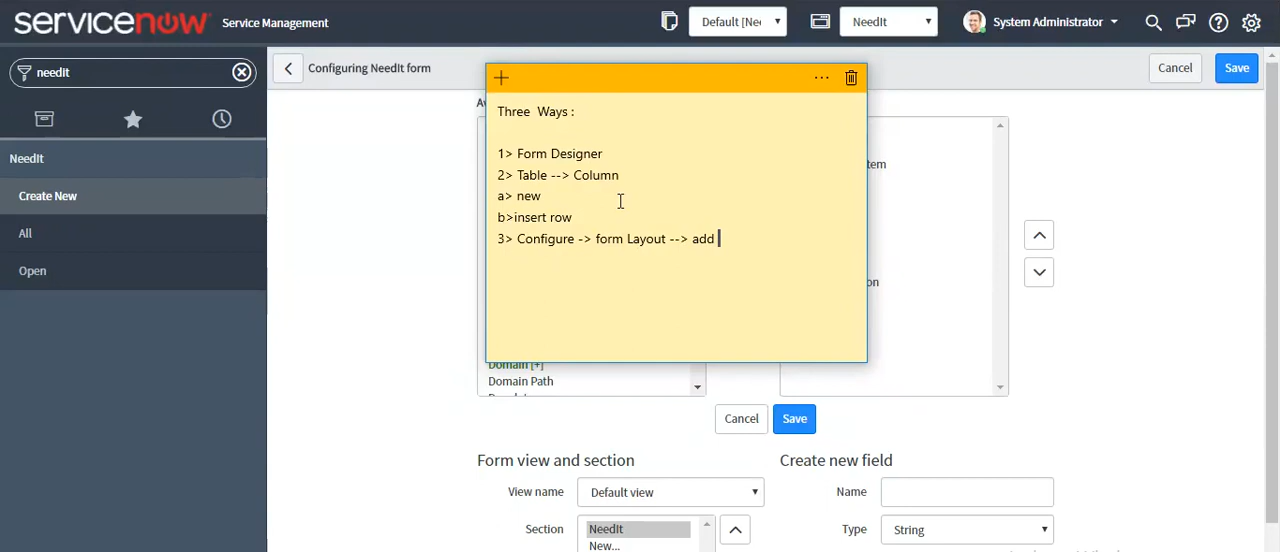 servicenow Service Management
Default [Nee
NeedIt
System Administrator
needit
Configuring NeedIt form
Cancel
Save
NeedIt
Create New
All
Open
Three Ways :
1> Form Designer
2> Table --> Column
a> new
b>insert row
3> Configure -> form Layout --> add
tem
on
Domain [+]
Domain Path
Cancel
Save
Form view and section
Create new field
View name
Default view
Name
Section
NeedIt
New...
Type
String